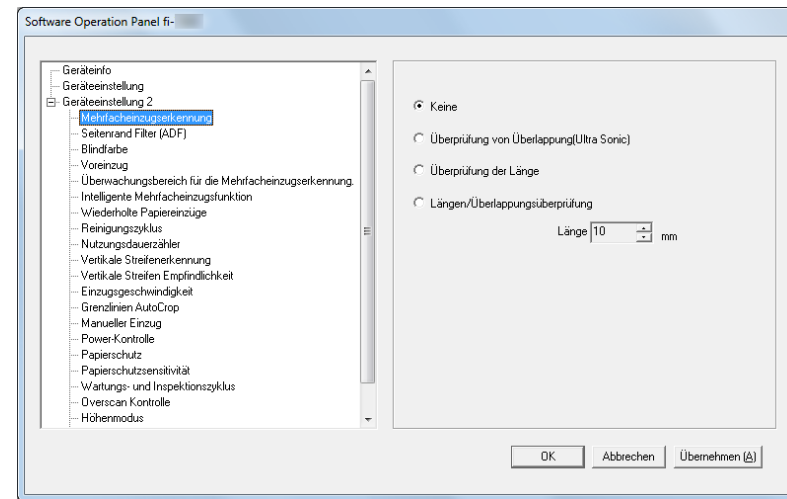 Software Operation Panel fi-
Geräteinfo
Geräteeinstellung
Geräteeinstellung 2
Mehrfacheinzugserkennung
Seitenrand Filter (ADF)
Blindfarbe
Voreinzug
Überwachungsbereich für die Mehrfacheinzugserkennung.
Intelligente Mehrfacheinzugsfunktion
Wiederholte Papiereinzüge
Reinigungszyklus
Nutzungsdauerzähler
Vertikale Streifenerkennung
Vertikale Streifen Empfindlichkeit
Einzugsgeschwindigkeit
Grenzlinien AutoCrop
Manueller Einzug
Power-Kontrolle
Papierschutz
Papierschutzsensitivität
Wartungs- und Inspektionszyklus
Overscan Kontrolle
Höhenmodus
Keine
Überprüfung von Überlappung(Ultra Sonic)
Überprüfung der Länge
Längen/Überlappungsüberprüfung
Länge 10 mm
OK Abbrechen Übernehmen (A)